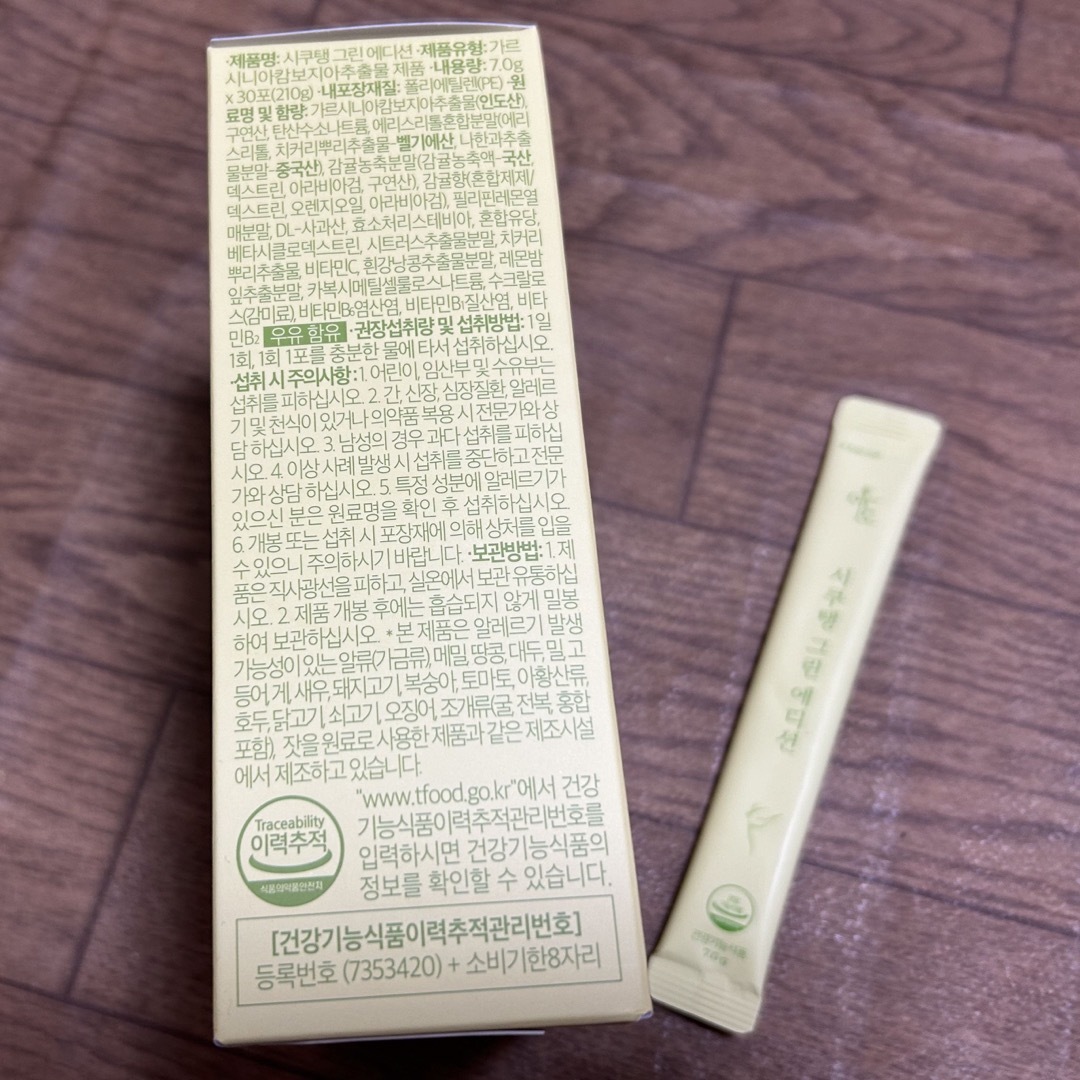 ·제품명: 시쿠탱 그린 에디션 ·제품유형: 가르
시니아캄보지아추출물 제품 ·내용량: 7.0g
x 30포(210g) ·내포장재질: 폴리에틸렌(PE) ·원
료명 및 함량: 가르시니아캄보지아추출물(인도산),
구연산, 탄산수소나트륨, 에리스리톨혼합분말(에리
스리톨, 치커리뿌리추출물-벨기에산, 나한과추출
물분말-중국산), 감귤농축분말(감귤농축액-국산,
덱스트린, 아라비아검, 구연산), 감귤향(혼합제제/
덱스트린, 오렌지오일, 아라비아검), 필리핀레몬열
매분말, DL-사과산, 효소처리스테비아, 혼합유당,
베타시클로덱스트린, 시트러스추출물분말, 치커리
뿌리추출물, 비타민C, 흰강낭콩추출물분말, 레몬밤
잎추출분말, 카복시메틸셀룰로스나트륨, 수크랄로
스(감미료), 비타민B₆염산염, 비타민B₁질산염, 비타
민B₂ 우유 함유 ·권장섭취량 및 섭취방법: 1일
1회, 1회 1포를 충분한 물에 타서 섭취하십시오.
·섭취 시 주의사항: 1. 어린이, 임산부 및 수유부는
섭취를 피하십시오. 2. 간, 신장, 심장질환, 알레르
기 및 천식이 있거나 의약품 복용 시 전문가와 상
담 하십시오. 3. 남성의 경우 과다 섭취를 피하십
시오. 4. 이상 사례 발생 시 섭취를 중단하고 전문
가와 상담 하십시오. 5. 특정 성분에 알레르기가
있으신 분은 원료명을 확인 후 섭취하십시오
6. 개봉 또는 섭취 시 포장재에 의해 상처를 입을
수 있으니 주의하시기 바랍니다. ·보관방법: 1. 제
품은 직사광선을 피하고, 실온에서 보관 유통하십
시오. 2. 제품 개봉 후에는 흡습되지 않게 밀봉
하여 보관하십시오. *본 제품은 알레르기 발생
가능성이 있는 알류(가금류), 메밀, 땅콩, 대두, 밀, 고
등어, 게, 새우, 돼지고기, 복숭아, 토마토, 아황산류,
호두, 닭고기, 쇠고기, 오징어, 조개류(굴, 전복, 홍합
포함), 잣을 원료로 사용한 제품과 같은 제조시설
에서 제조하고 있습니다.
Traceability
이력추적
식품의약품안전처
"www.tfood.go.kr"에서 건강
기능식품이력추적관리번호를
입력하시면 건강기능식품의
정보를 확인할 수 있습니다.
[건강기능식품이력추적관리번호]
등록번호 (7353420) + 소비기한8자리
시쿠탱 그린 에디션
건강기능식품
7.0g